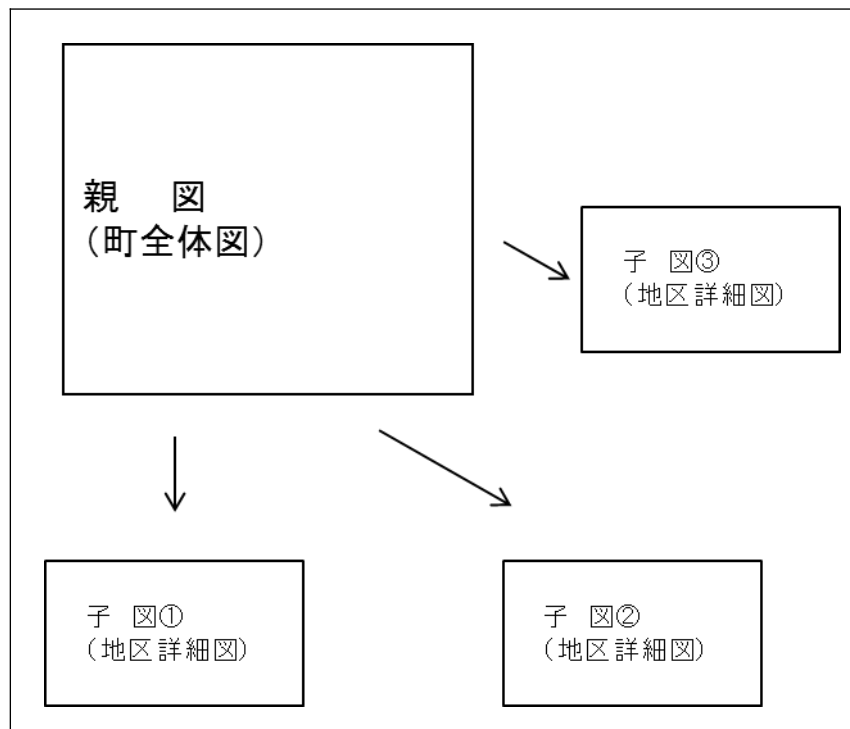 親　図
（町全体図）
子　図③
（地区詳細図）
子　図①
（地区詳細図）
子　図②
（地区詳細図）